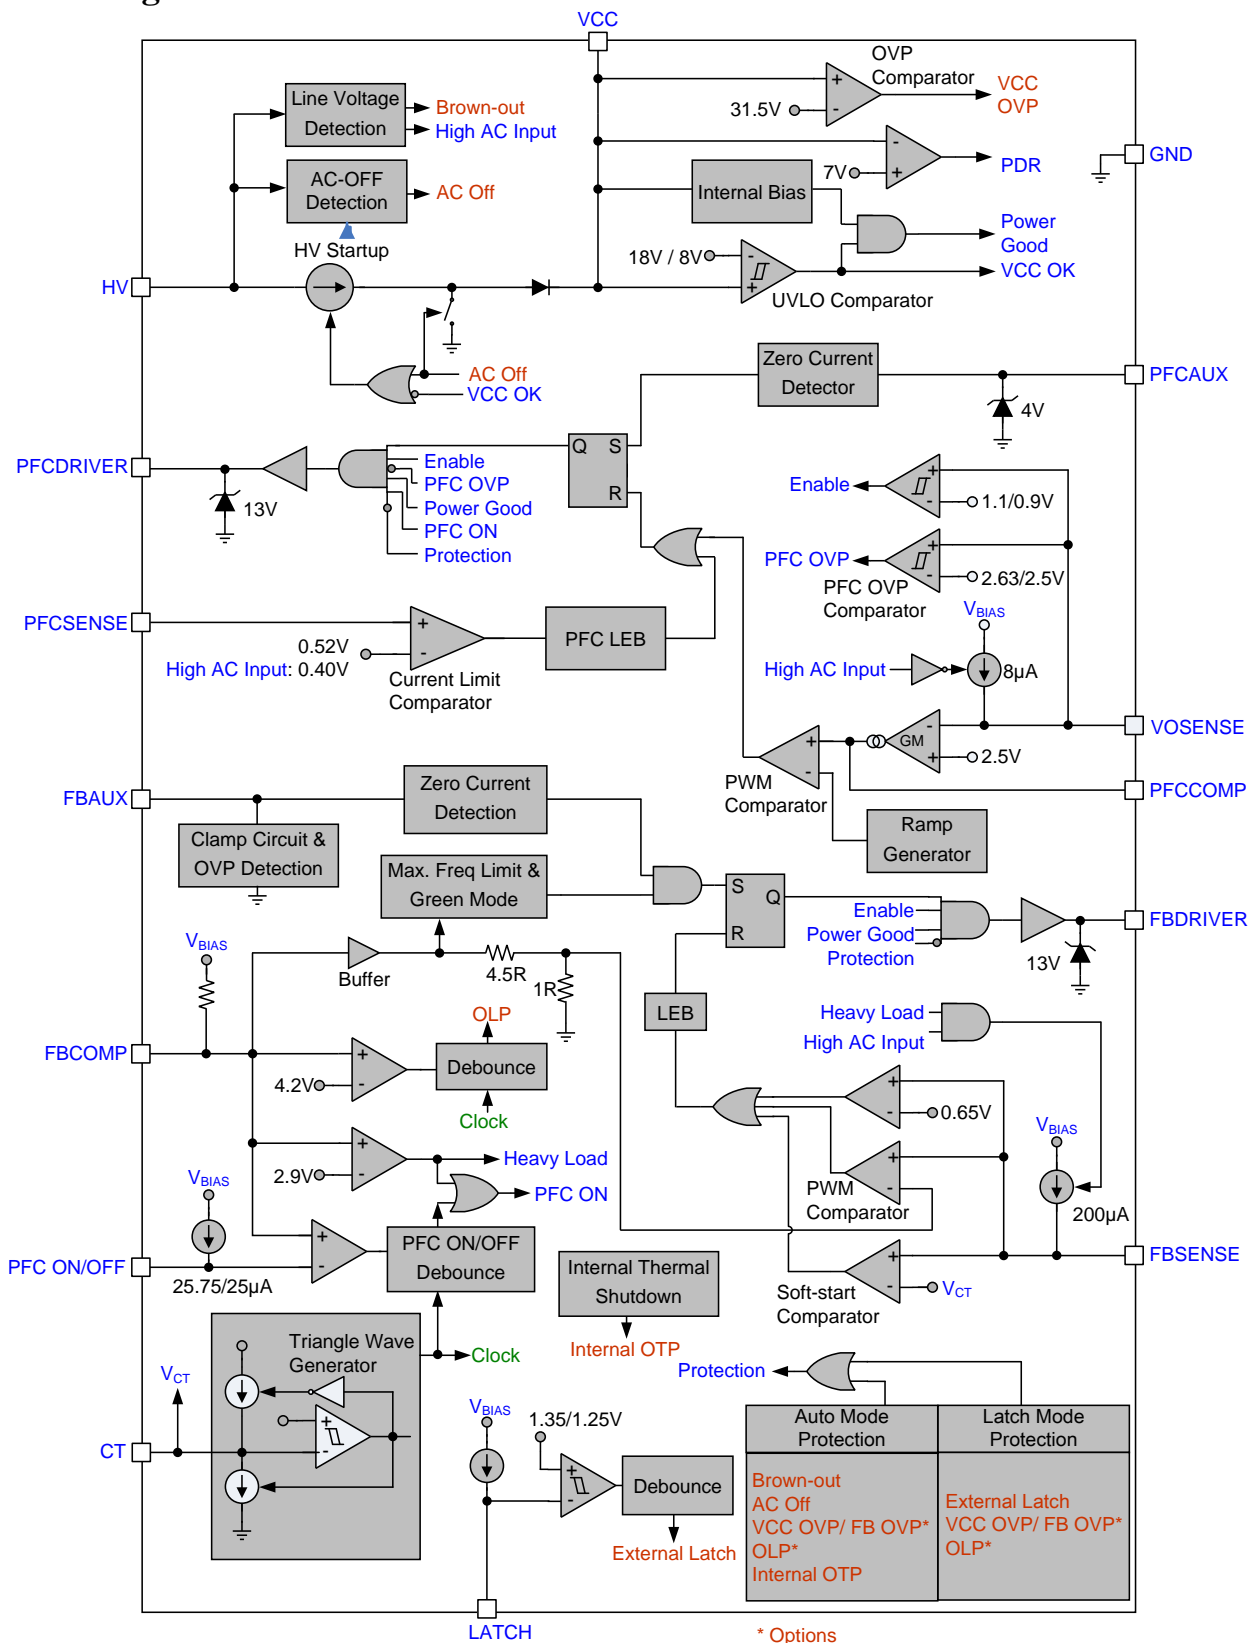 VCC
OVP
Comparator
VCC
OVP
31.5V
+
-
Line Voltage
Detection
Brown-out
High AC Input
GND
PDR
7V
-
+
AC-OFF
Detection
AC Off
Internal Bias
Power
Good
HV Startup
18V / 8V
-
+
VCC OK
HV
UVLO Comparator
Zero Current
Detector
PFCAUX
AC Off
VCC OK
4V
Q
S
R
PFCDRIVER
13V
Enable
PFC OVP
Power Good
PFC ON
Protection
Enable
+
-
1.1/0.9V
PFC OVP
+
-
2.63/2.5V
PFC OVP
Comparator
PFCSENSE
+
-
0.52V
High AC Input: 0.40V
Current Limit
Comparator
PFC LEB
VBIAS
High AC Input
8µA
VOSENSE
-
GM
+
2.5V
+
-
PWM
Comparator
PFCCOMP
FBAUX
Zero Current
Detection
Clamp Circuit &
OVP Detection
Ramp
Generator
Max. Freq Limit &
Green Mode
S
Q
R
Enable
Power Good
Protection
FBDRIVER
13V
VBIAS
Buffer
4.5R
1R
LEB
Heavy Load
High AC Input
OLP
FBCOMP
+
-
4.2V
Debounce
Clock
+
-
0.65V
VBIAS
+
-
2.9V
Heavy Load
PFC ON
+
-
PWM
Comparator
200µA
VBIAS
PFC ON/OFF
25.75/25µA
+
-
PFC ON/OFF
Debounce
Internal Thermal
Shutdown
Internal OTP
+
-
VCT
Soft-start
Comparator
FBSENSE
Triangle Wave
Generator
Clock
VCT
CT
+
-
Protection
VBIAS
1.35/1.25V
+
-
Debounce
External Latch
LATCH
Auto Mode
Protection
Latch Mode
Protection
Brown-out
AC Off
VCC OVP/ FB OVP*
OLP*
Internal OTP
External Latch
VCC OVP/ FB OVP*
OLP*
* Options